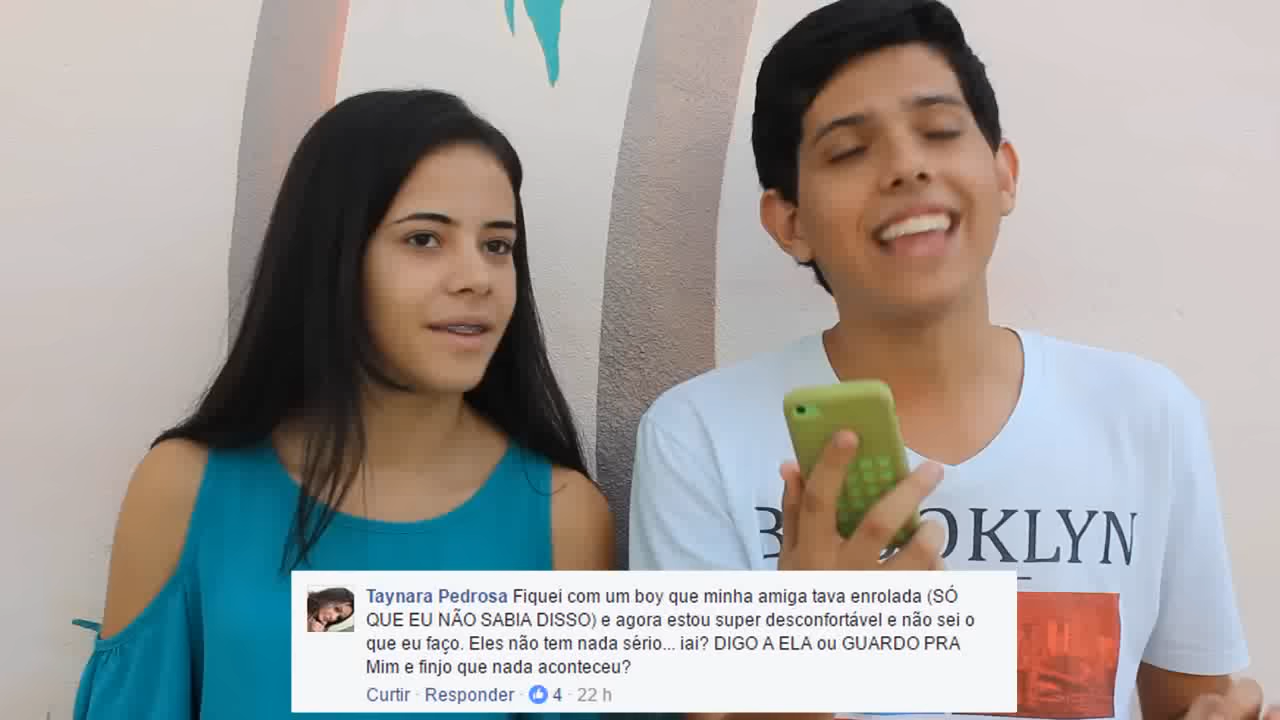 BROOKLYN
Taynara Pedrosa Fiquei com um boy que minha amiga tava enrolada (SÓ
QUE EU NÃO SABIA DISSO) e agora estou super desconfortável e não sei o
que eu faço. Eles não tem nada sério... iai? DIGO A ELA ou GUARDO PRA
Mim e finjo que nada aconteceu?
Curtir · Responder · 4 · 22 h